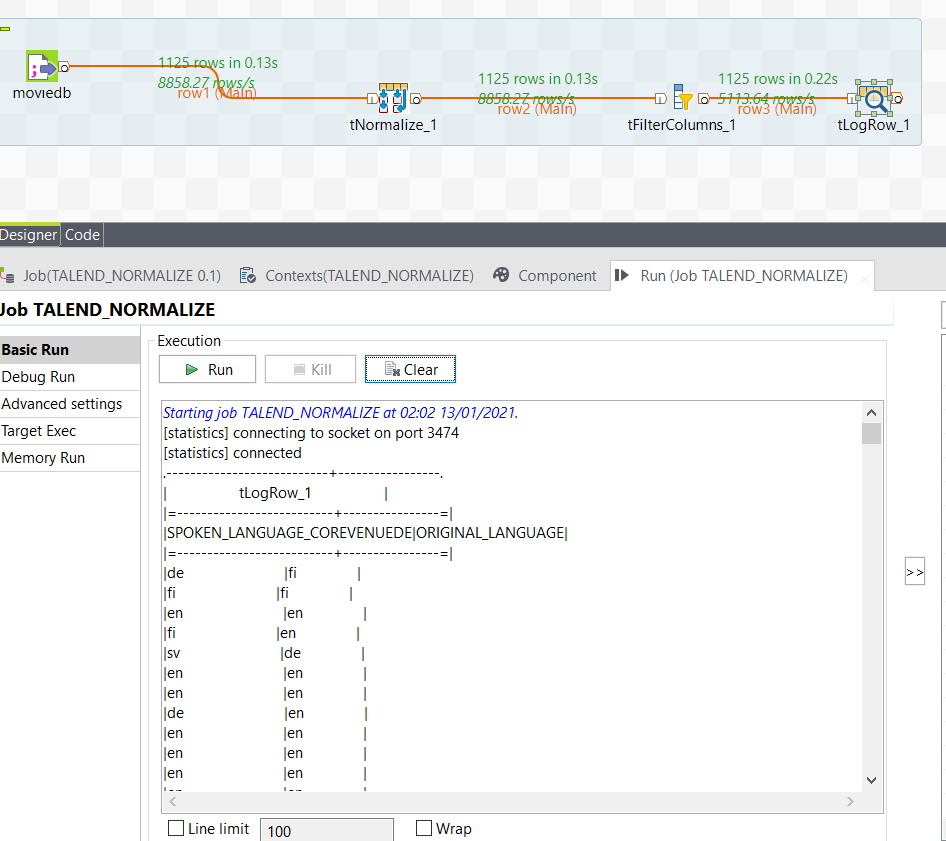 1125 rows in 0.13s
8858.27 rows/s
row1 (Main)
moviedb
1125 rows in 0.13s
8858.27 rows/s
row2 (Main)
1125 rows in 0.22s
5113.64 rows/s
row3 (Main)
tNormalize_1
tFilterColumns_1
tLogRow_1
Designer Code
Job(TALEND_NORMALIZE 0.1) Contexts(TALEND_NORMALIZE) Component Run (Job TALEND_NORMALIZE)
Job TALEND_NORMALIZE
Basic Run
Debug Run
Advanced settings
Target Exec
Memory Run
Execution
Run Kill Clear
Starting job TALEND_NORMALIZE at 02:02 13/01/2021.
[statistics] connecting to socket on port 3474
[statistics] connected
.---------------------------+----------------.
| tLogRow_1 |
|=--------------------------+---------------=|
|SPOKEN_LANGUAGE_COREVENUEDE|ORIGINAL_LANGUAGE|
|=--------------------------+---------------=|
|de |fi |
|fi |fi |
|en |en |
|fi |en |
|sv |de |
|en |en |
|en |en |
|de |en |
|en |en |
|en |en |
|en |en |
>>
Line limit 100 Wrap